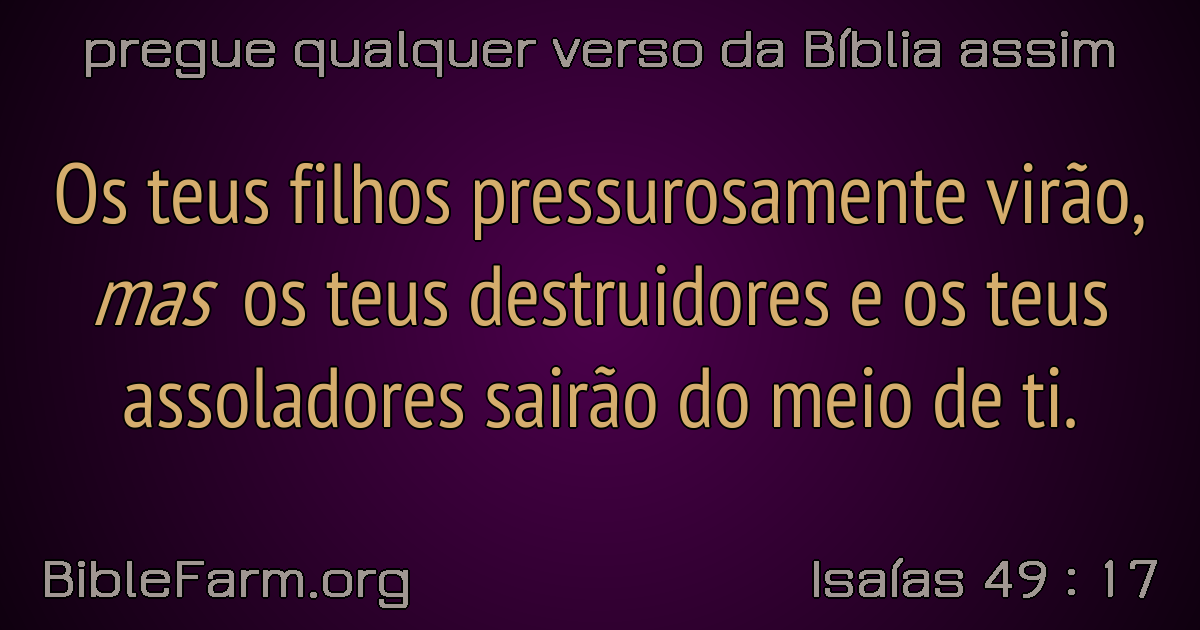 pregue qualquer verso da Bíblia assim
Os teus filhos pressurosamente virão,
mas os teus destruidores e os teus
assoladores sairão do meio de ti.
BibleFarm.org
Isaías 49 : 17